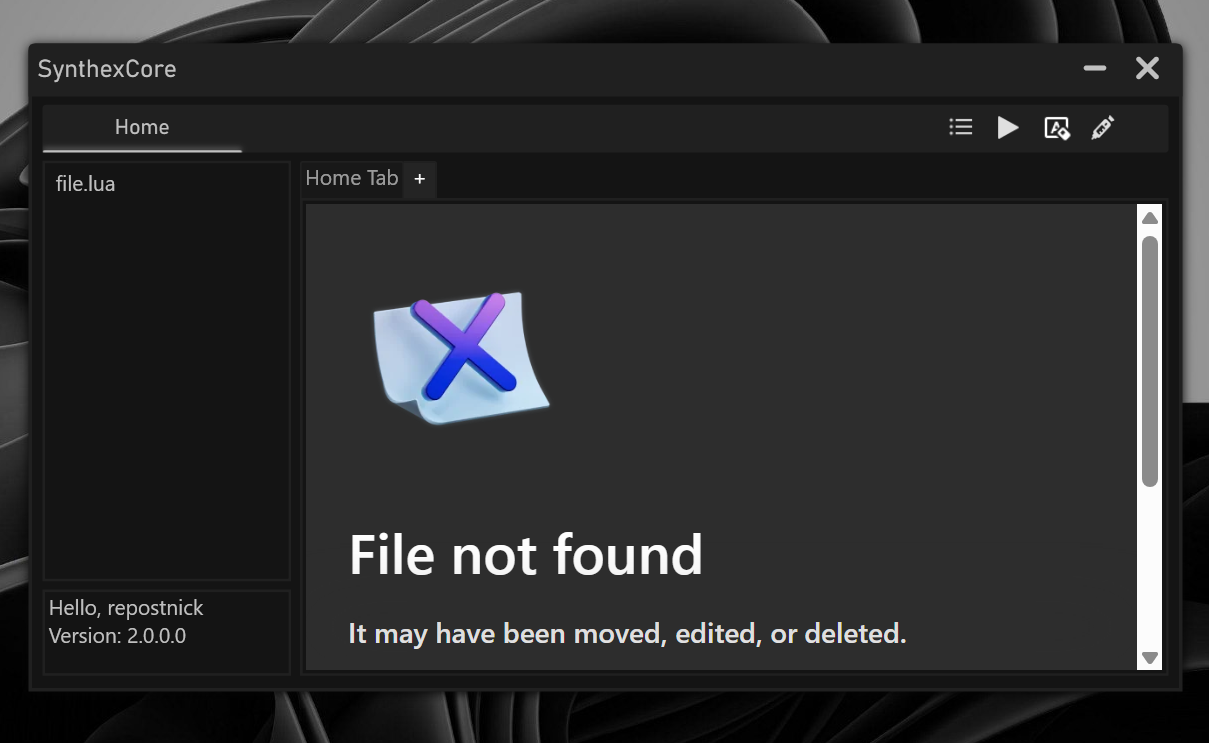 SynthexCore
Home
file.lua
Home Tab +
File not found
It may have been moved, edited, or deleted.
Hello, repostnick
Version: 2.0.0.0